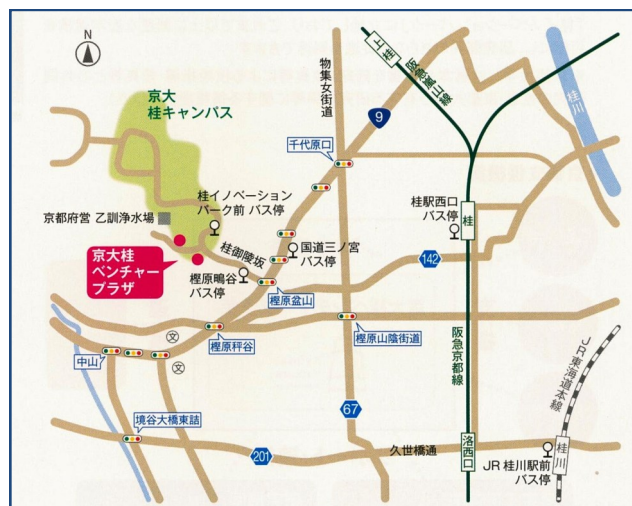 N
京大
桂キャンパス
物集女街道
上桂
阪急嵐山線
桂川
9
千代原口
桂イノベーション
パーク前 バス停
京都府営 乙訓浄水場
桂御陵坂
京大桂
ベンチャー
プラザ
国道三ノ宮
バス停
桂駅西口
バス停
桂
142
樫原鴫谷
バス停
樫原盆山
樫原秤谷
樫原山陰街道
阪急京都線
JR東海道本線
文
文
中山
67
境谷大橋東詰
201
久世橋通
洛西口
JR 桂川駅前
バス停
桂川